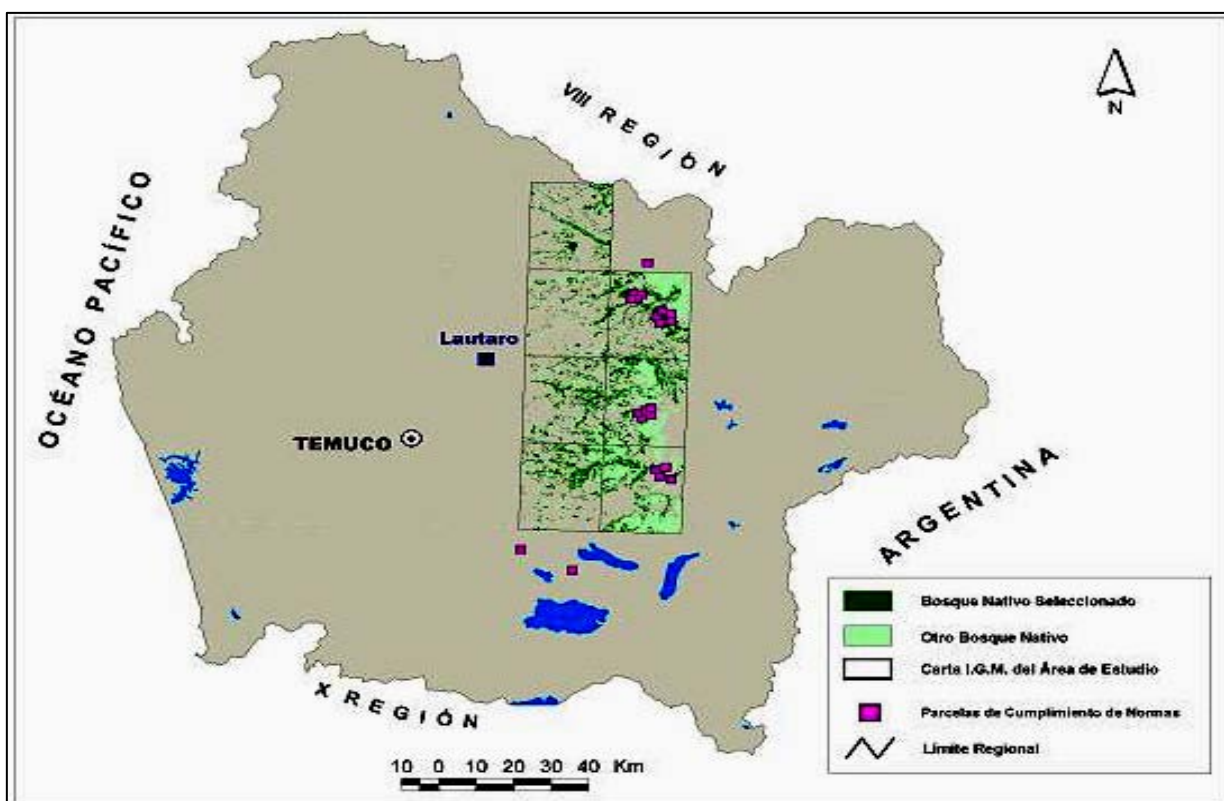 VIII REGIÓN
N
OCÉANO PACÍFICO
Lautaro
TEMUCO
ARGENTINA
X REGIÓN
Bosque Nativo Seleccionado
Otro Bosque Nativo
Carta I.G.M. del Área de Estudio
Parcelas de Cumplimiento de Normas
Límite Regional
10 0 10 20 30 40 Km